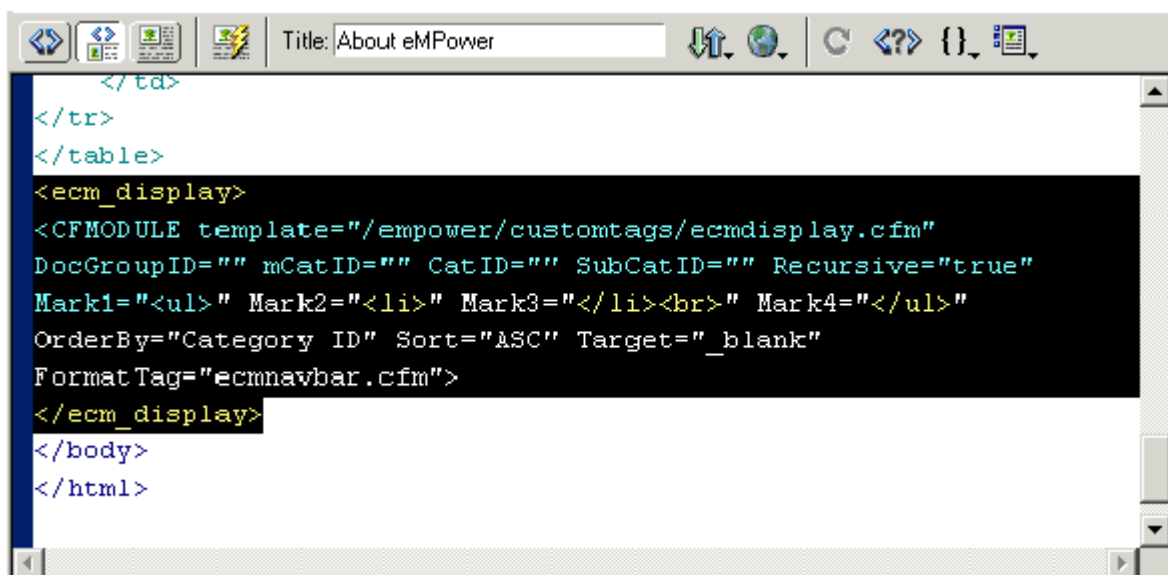 Title: About eMPower
</td>
</tr>
</table>
<ecm_display>
<CFMODULE template="/empower/customtags/ecmdisplay.cfm"
DocGroupID="" mCatID="" CatID="" SubCatID="" Recursive="true"
Mark1="<ul>" Mark2="<li>" Mark3="</li><br>" Mark4="</ul>"
OrderBy="Category ID" Sort="ASC" Target="_blank"
FormatTag="ecmnavbar.cfm">
</ecm_display>
</body>
</html>